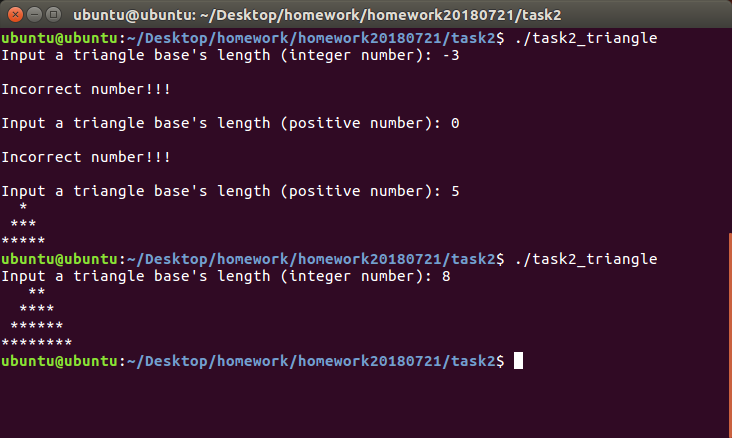 ubuntu@ubuntu: ~/Desktop/homework/homework20180721/task2
ubuntu@ubuntu:~/Desktop/homework/homework20180721/task2$ ./task2_triangle
Input a triangle base's length (integer number): -3

Incorrect number!!!

Input a triangle base's length (positive number): 0

Incorrect number!!!

Input a triangle base's length (positive number): 5
  *
 ***
*****
ubuntu@ubuntu:~/Desktop/homework/homework20180721/task2$ ./task2_triangle
Input a triangle base's length (integer number): 8
   **
  ****
 ******
********
ubuntu@ubuntu:~/Desktop/homework/homework20180721/task2$